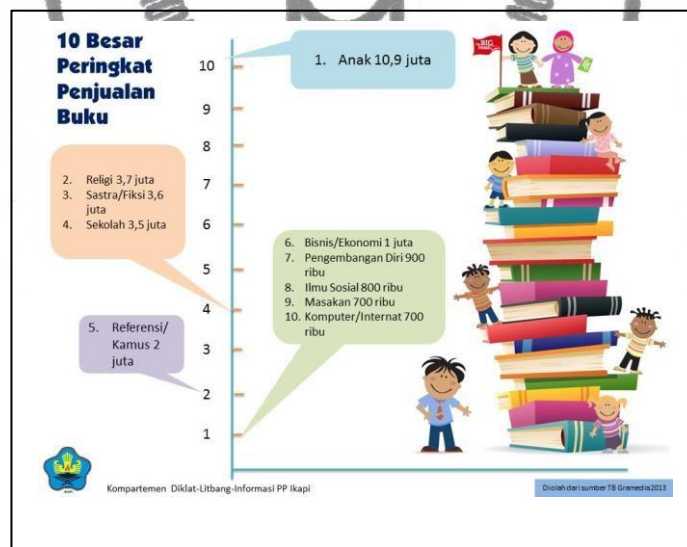 10 Besar
Peringkat
Penjualan
Buku
1. Anak 10,9 juta
BIG
10
9
8
7
6
5
4
3
2
1
2. Religi 3,7 juta
3. Sastra/Fiksi 3,6
juta
4. Sekolah 3,5 juta
5. Referensi/
Kamus 2
juta
6. Bisnis/Ekonomi 1 juta
7. Pengembangan Diri 900
ribu
8. Ilmu Sosial 800 ribu
9. Masakan 700 ribu
10. Komputer/Internat 700
ribu
Kompartemen Diklat-Litbang-Informasi PP Ikapi
Diolah dari sumber TB Gramedia2013